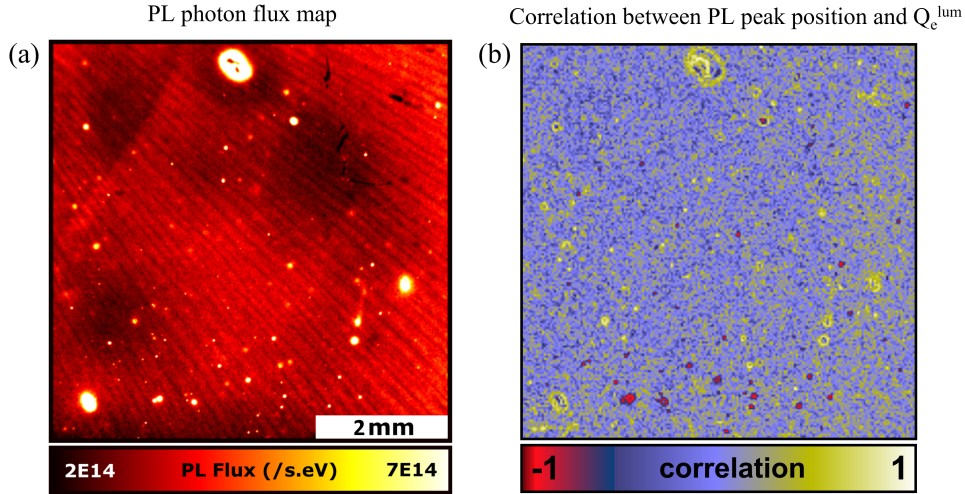 PL photon flux map
Correlation between PL peak position and Qₑˡᵘᵐ
(a)
(b)
2mm
2E14 PL Flux (/s.eV) 7E14
-1 correlation 1